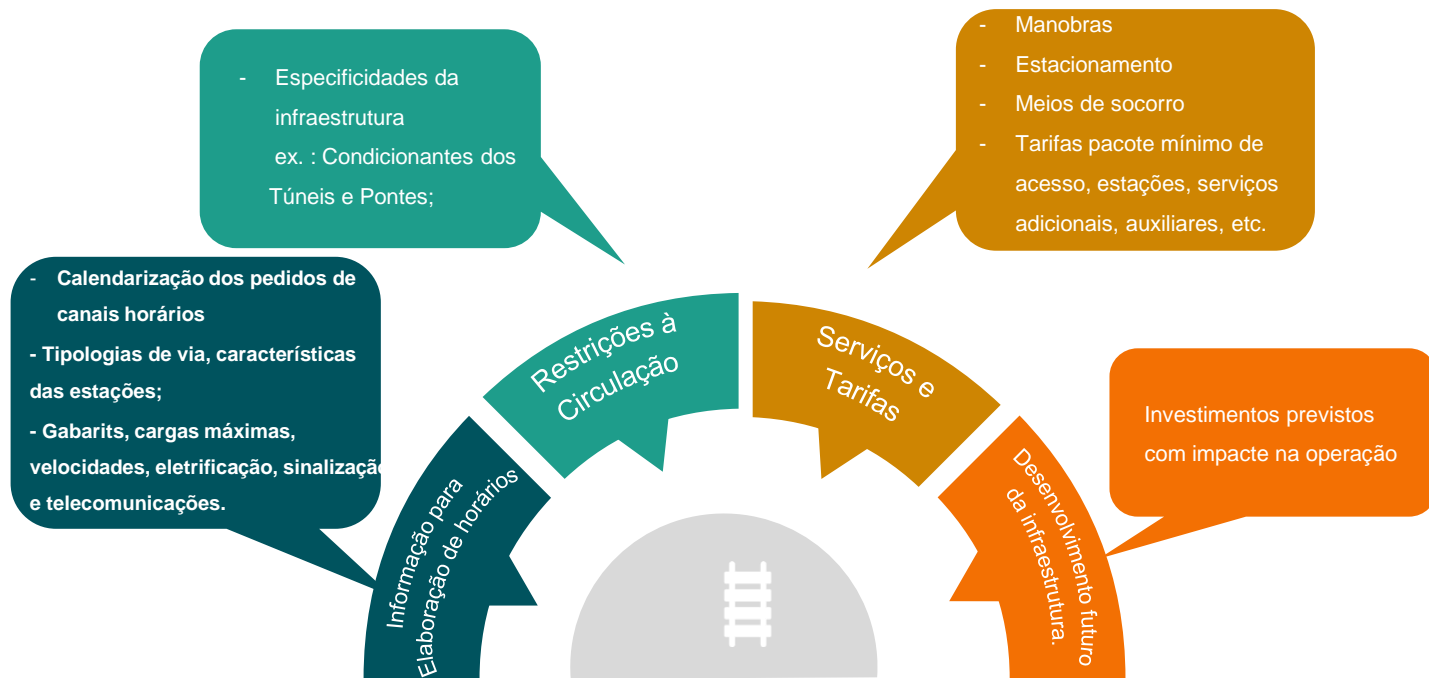 - Especificidades da
infraestrutura
ex. : Condicionantes dos
Túneis e Pontes;
- Manobras
- Estacionamento
- Meios de socorro
- Tarifas pacote mínimo de
acesso, estações, serviços
adicionais, auxiliares, etc.
- Calendarização dos pedidos de
canais horários
- Tipologias de via, características
das estações;
- Gabarits, cargas máximas,
velocidades, eletrificação, sinalização
e telecomunicações.
Restrições à
Circulação
Serviços e
Tarifas
Investimentos previstos
com impacte na operação
Informação para
Elaboração de horários
Desenvolvimento futuro
da infraestrutura.